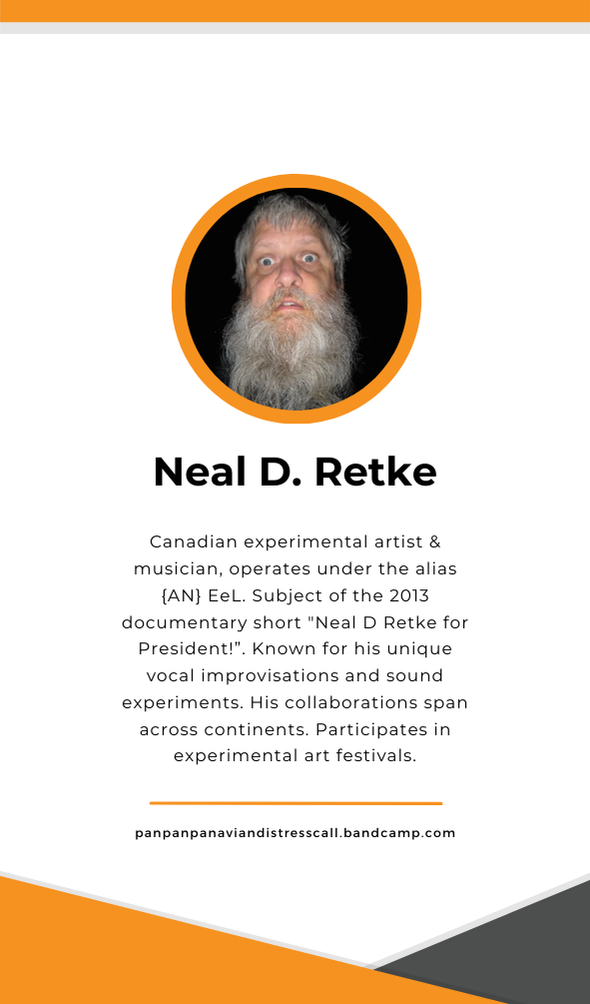 Neal D. Retke
Canadian experimental artist &
musician, operates under the alias
{AN} EeL. Subject of the 2013
documentary short "Neal D Retke for
President!”. Known for his unique
vocal improvisations and sound
experiments. His collaborations span
across continents. Participates in
experimental art festivals.
panpanpanaviandistresscall.bandcamp.com